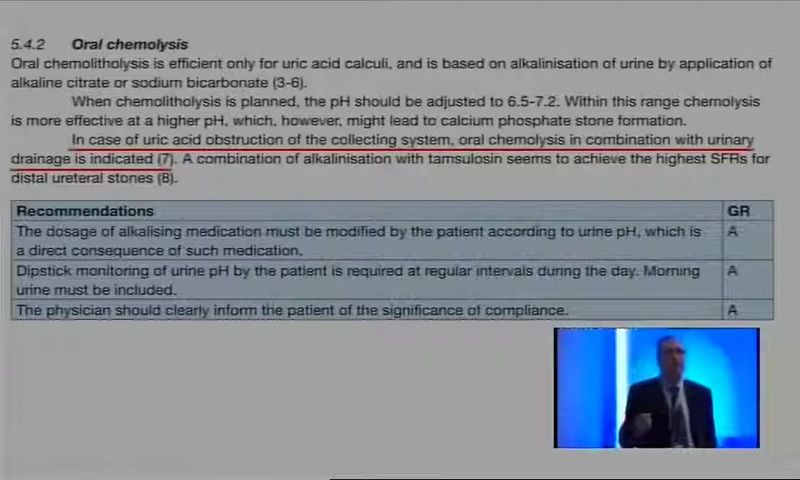 5.4.2 Oral chemolysis
Oral chemolitholysis is efficient only for uric acid calculi, and is based on alkalinisation of urine by application of
alkaline citrate or sodium bicarbonate (3-6).
When chemolitholysis is planned, the pH should be adjusted to 6.5-7.2. Within this range chemolysis
is more effective at a higher pH, which, however, might lead to calcium phosphate stone formation.
In case of uric acid obstruction of the collecting system, oral chemolysis in combination with urinary
drainage is indicated (7). A combination of alkalinisation with tamsulosin seems to achieve the highest SFRs for
distal ureteral stones (8).
Recommendations GR
The dosage of alkalising medication must be modified by the patient according to urine pH, which is A
a direct consequence of such medication.
Dipstick monitoring of urine pH by the patient is required at regular intervals during the day. Morning A
urine must be included.
The physician should clearly inform the patient of the significance of compliance. A